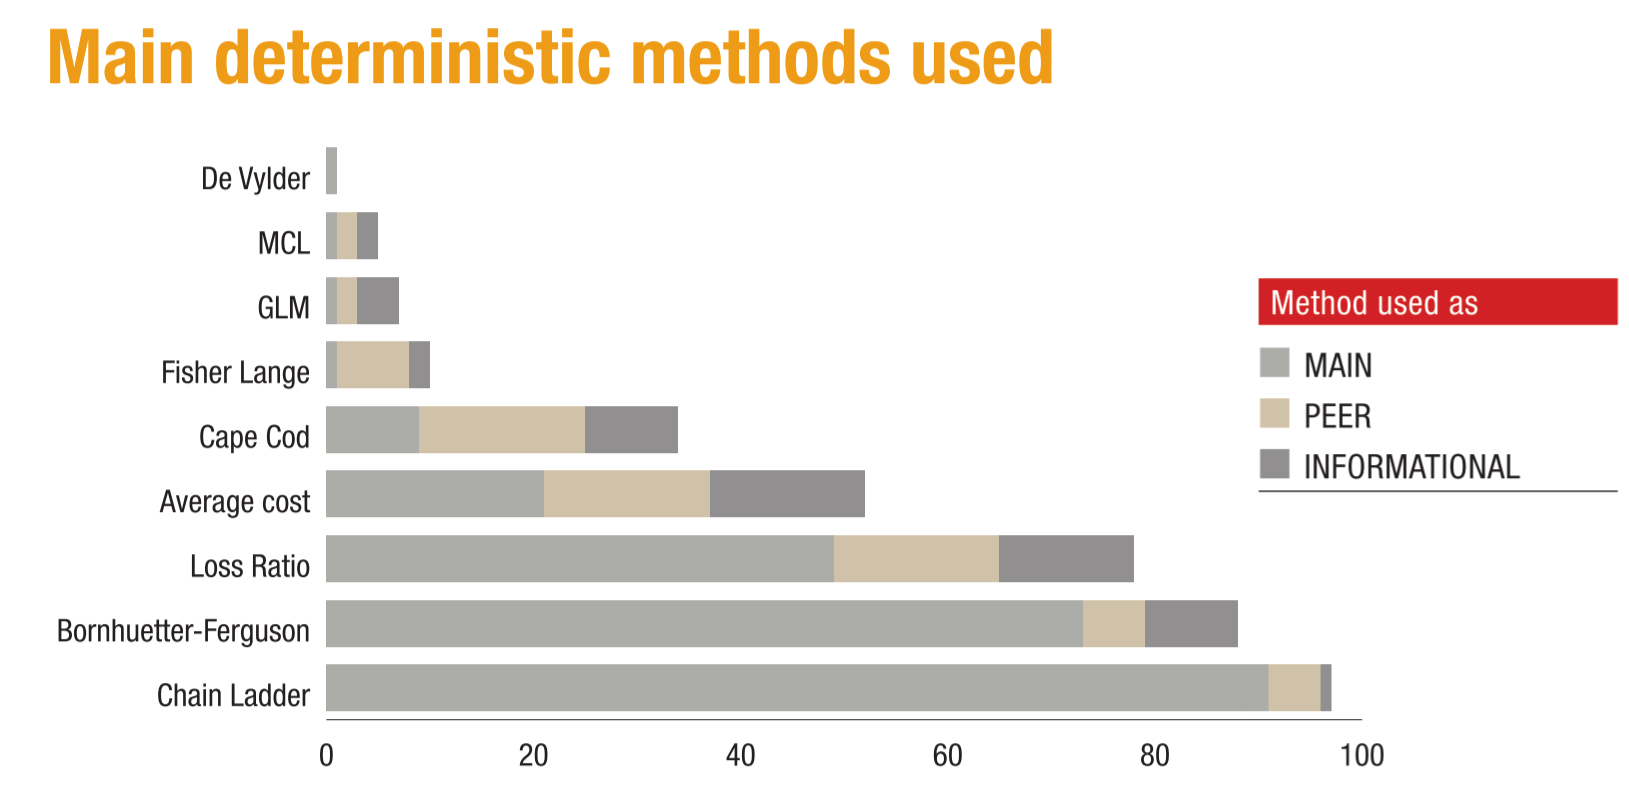 Main deterministic methods used
De Vylder
MCL
GLM
Fisher Lange
Cape Cod
Average cost
Loss Ratio
Bornhuetter-Ferguson
Chain Ladder
0 20 40 60 80 100
Method used as
MAIN
PEER
INFORMATIONAL